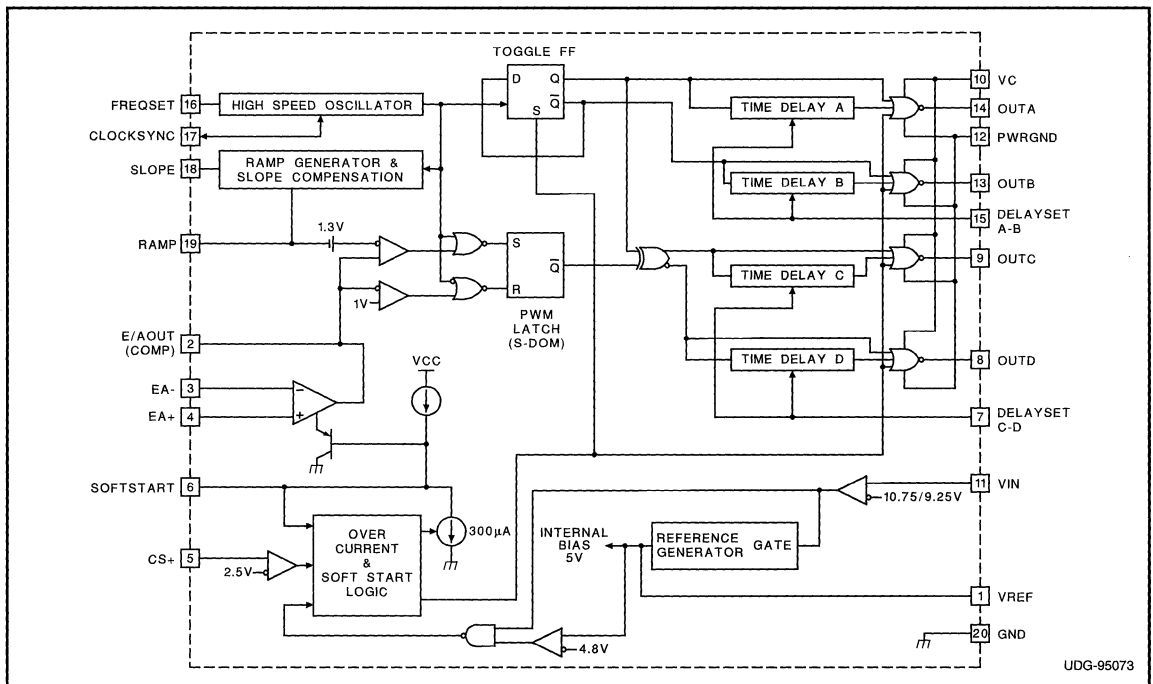 TOGGLE FF
D
Q
Q
S
FREQSET 16
HIGH SPEED OSCILLATOR
CLOCKSYNC 17
SLOPE 18
RAMP GENERATOR &
SLOPE COMPENSATION
RAMP 19
1.3V
1V
S
Q
R
PWM
LATCH
(S-DOM)
E/AOUT
(COMP) 2
EA- 3
EA+ 4
−
+
VCC
SOFTSTART 6
CS+ 5
2.5V
OVER
CURRENT
&
SOFT START
LOGIC
300µA
TIME DELAY A
TIME DELAY B
TIME DELAY C
TIME DELAY D
10 VC
14 OUTA
12 PWRGND
13 OUTB
15 DELAYSET
A-B
9 OUTC
8 OUTD
7 DELAYSET
C-D
11 VIN
10.75/9.25V
INTERNAL
BIAS
5V
REFERENCE
GENERATOR GATE
1 VREF
4.8V
20 GND
UDG-95073